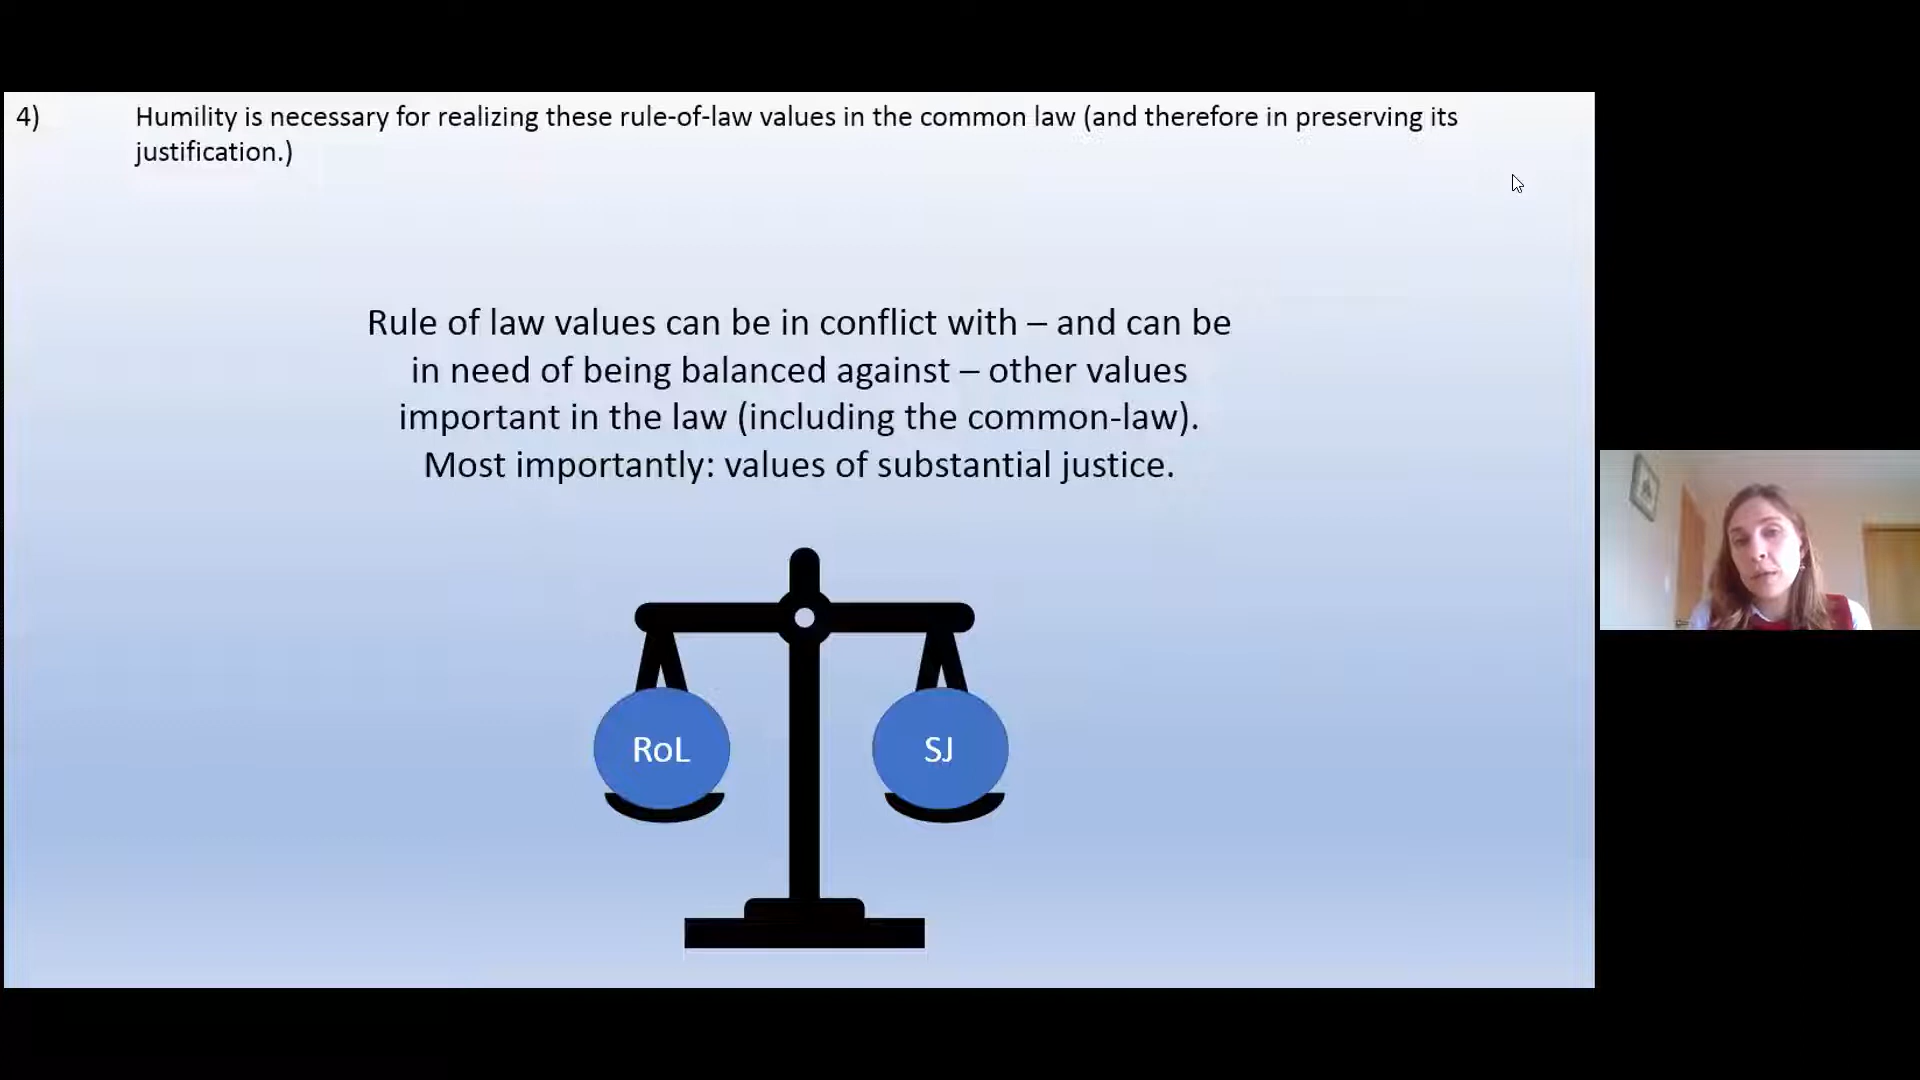 4) Humility is necessary for realizing these rule-of-law values in the common law (and therefore in preserving its
justification.)
Rule of law values can be in conflict with – and can be
in need of being balanced against – other values
important in the law (including the common-law).
Most importantly: values of substantial justice.
RoL
SJ